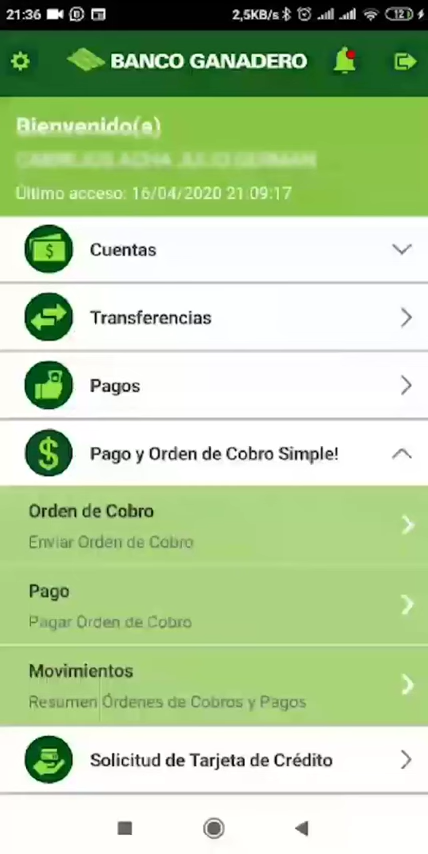 21:36
2,5KB/s
12
BANCO GANADERO
Bienvenido(a)
Último acceso: 16/04/2020 21:09:17
Cuentas
Transferencias
Pagos
Pago y Orden de Cobro Simple!
Orden de Cobro
Enviar Orden de Cobro
Pago
Pagar Orden de Cobro
Movimientos
Resumen Órdenes de Cobros y Pagos
Solicitud de Tarjeta de Crédito